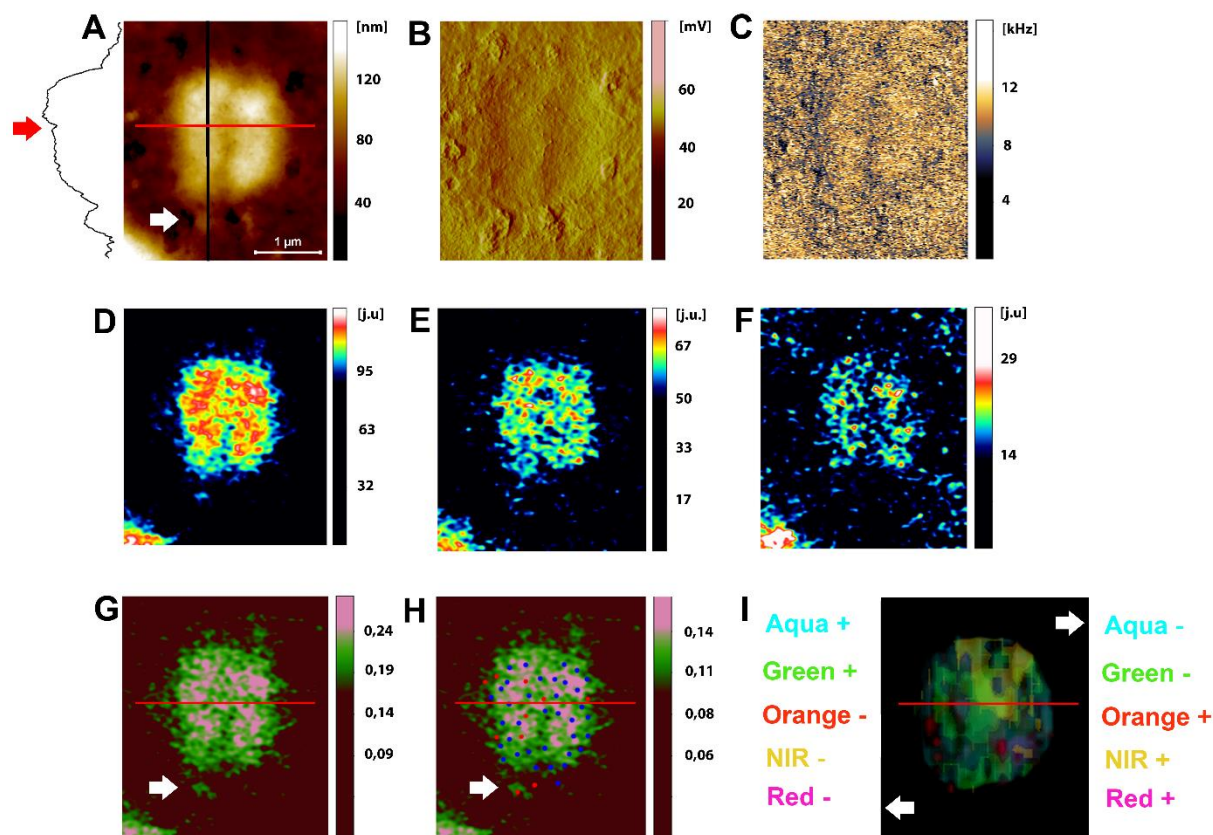 A
[nm]
120
80
40
1 µm
B
[mV]
60
40
20
C
[kHz]
12
8
4
D
[j.u]
95
63
32
E
[j.u.]
67
50
33
17
F
[j.u]
29
14
G
0,24
0,19
0,14
0,09
H
0,14
0,11
0,08
0,06
I
Aqua +
Green +
Orange -
NIR -
Red -
Aqua -
Green -
Orange +
NIR +
Red +